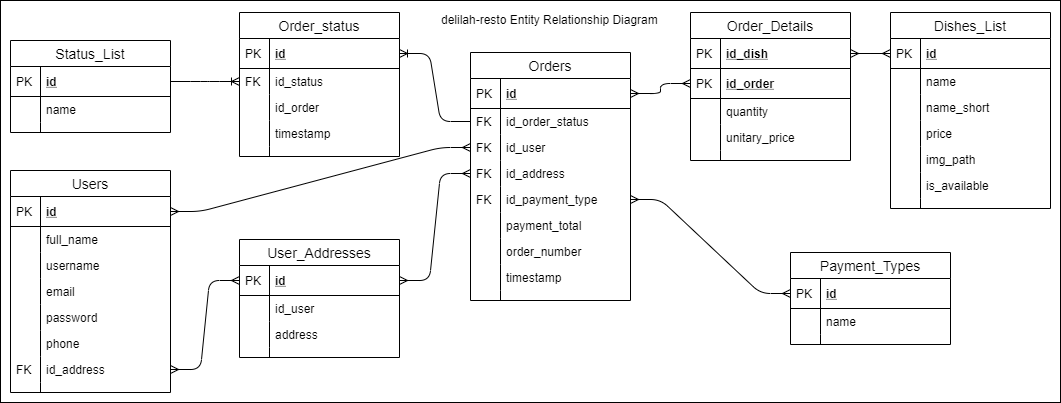 delilah-resto Entity Relationship Diagram
Status_List
PK id
name
Order_status
PK id
FK id_status
id_order
timestamp
Orders
PK id
FK id_order_status
FK id_user
FK id_address
FK id_payment_type
payment_total
order_number
timestamp
Order_Details
PK id_dish
PK id_order
quantity
unitary_price
Dishes_List
PK id
name
name_short
price
img_path
is_available
Users
PK id
full_name
username
email
password
phone
FK id_address
User_Addresses
PK id
id_user
address
Payment_Types
PK id
name